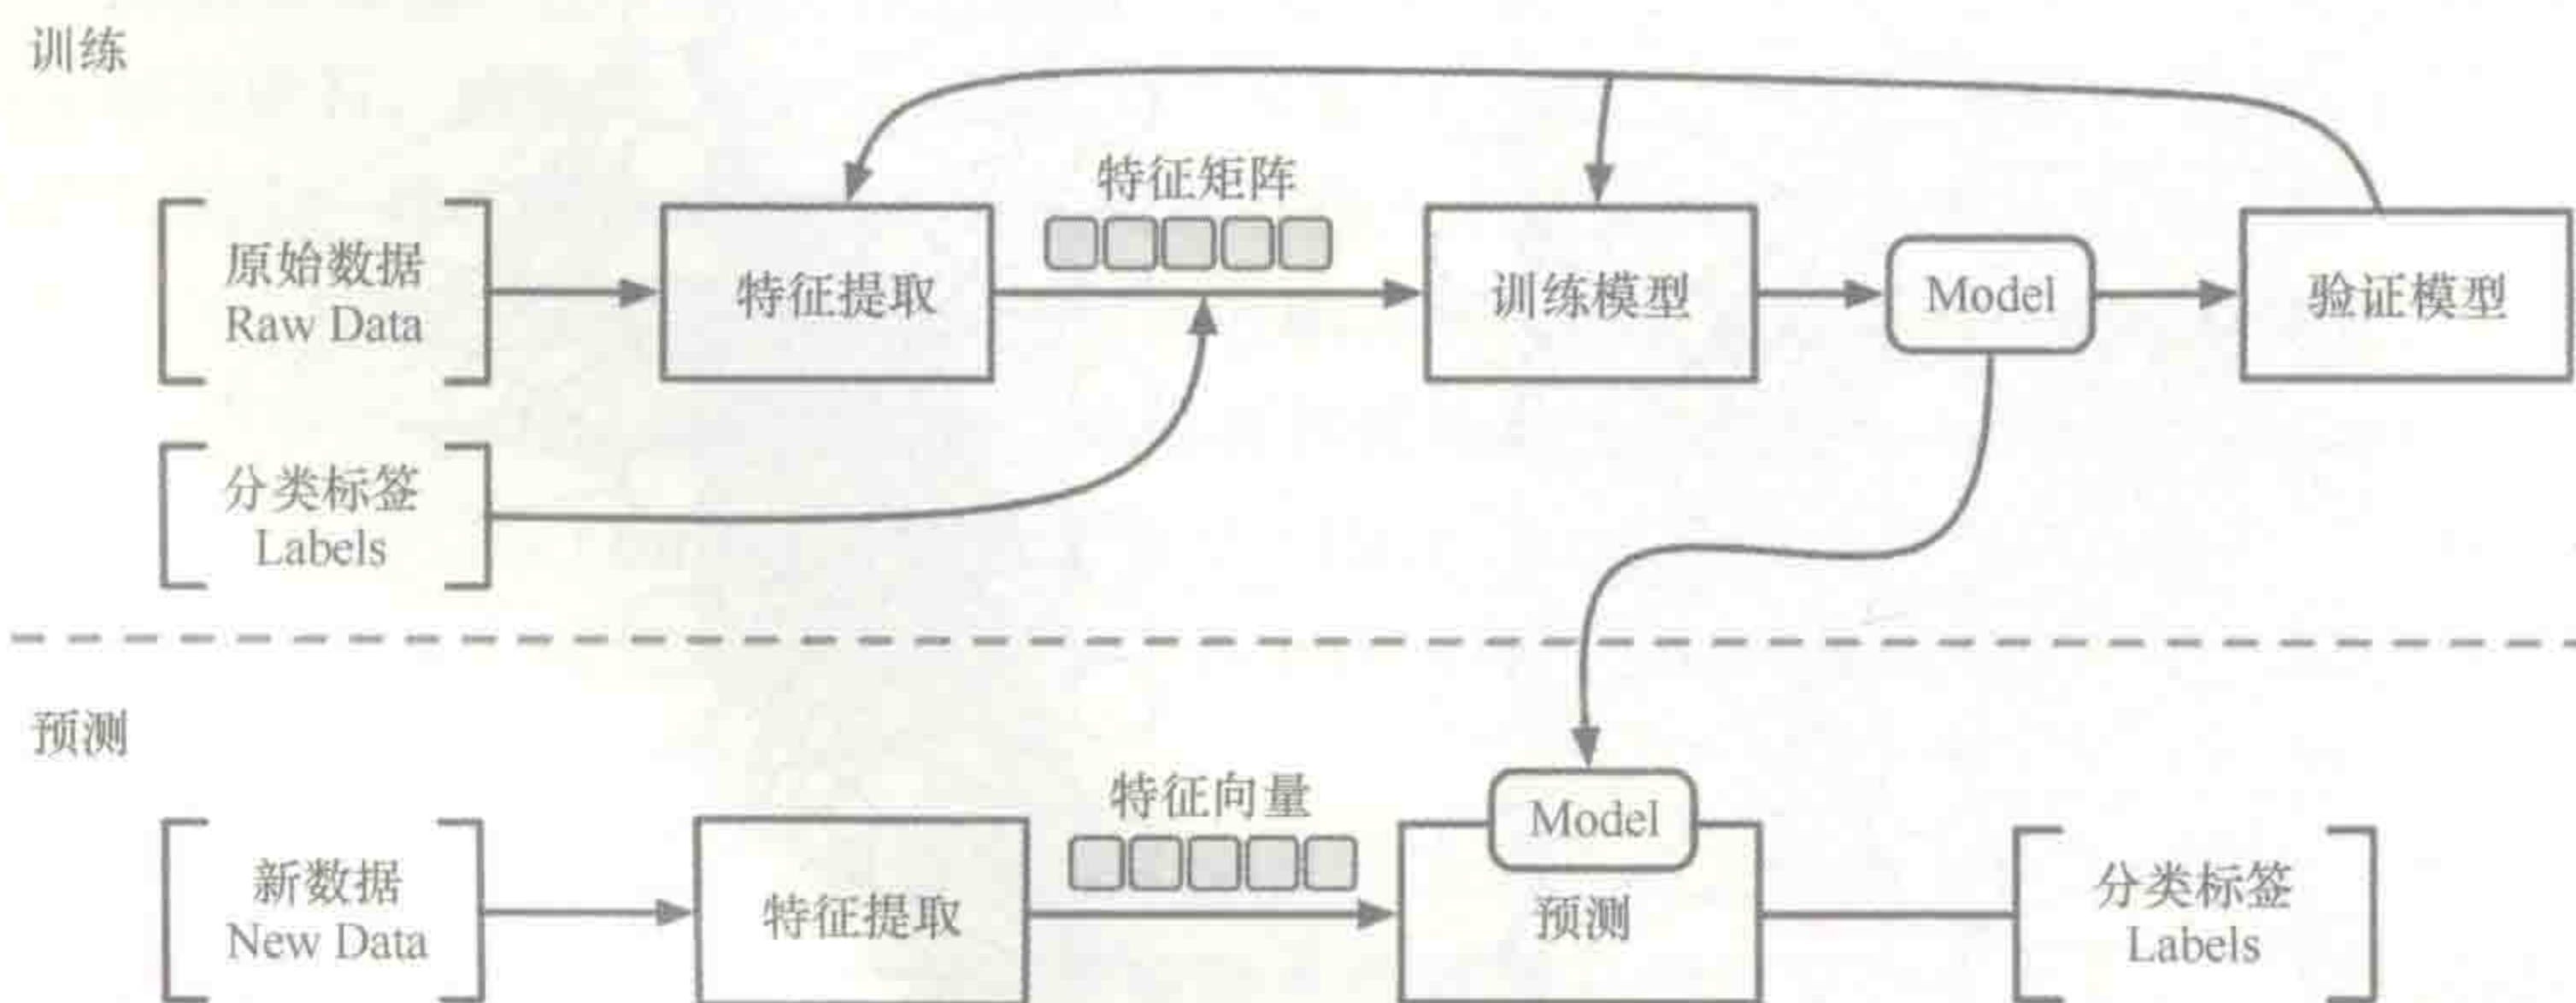 训练
特征矩阵
原始数据
Raw Data
特征提取
训练模型
Model
验证模型
分类标签
Labels
预测
特征向量
新数据
New Data
特征提取
Model
预测
分类标签
Labels